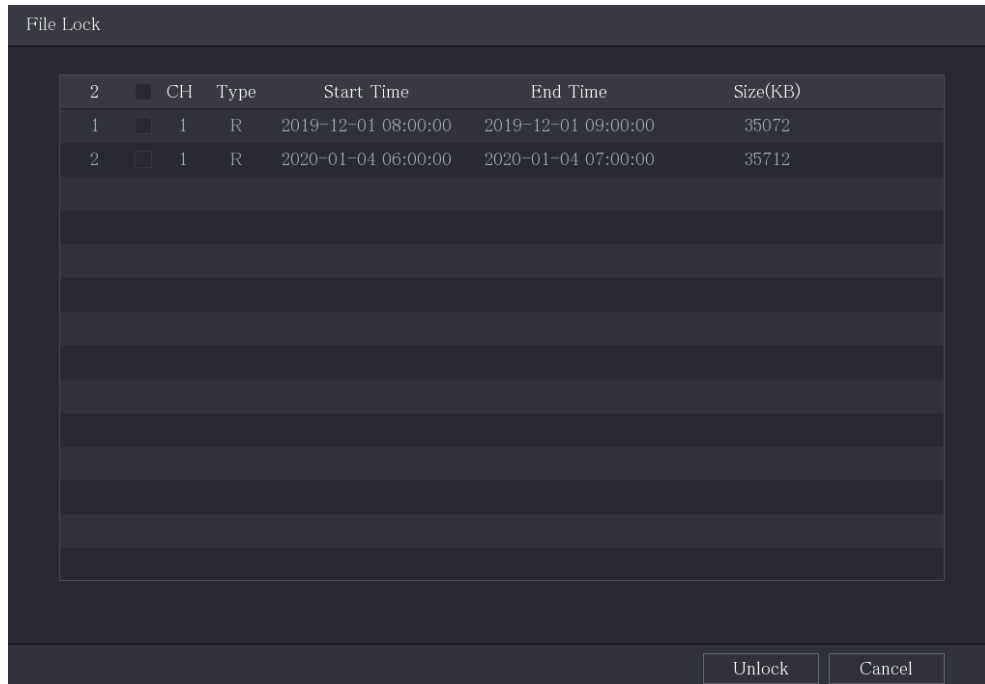 File Lock
2 CH Type Start Time End Time Size(KB)
1 1 R 2019-12-01 08:00:00 2019-12-01 09:00:00 35072
2 1 R 2020-01-04 06:00:00 2020-01-04 07:00:00 35712
Unlock Cancel